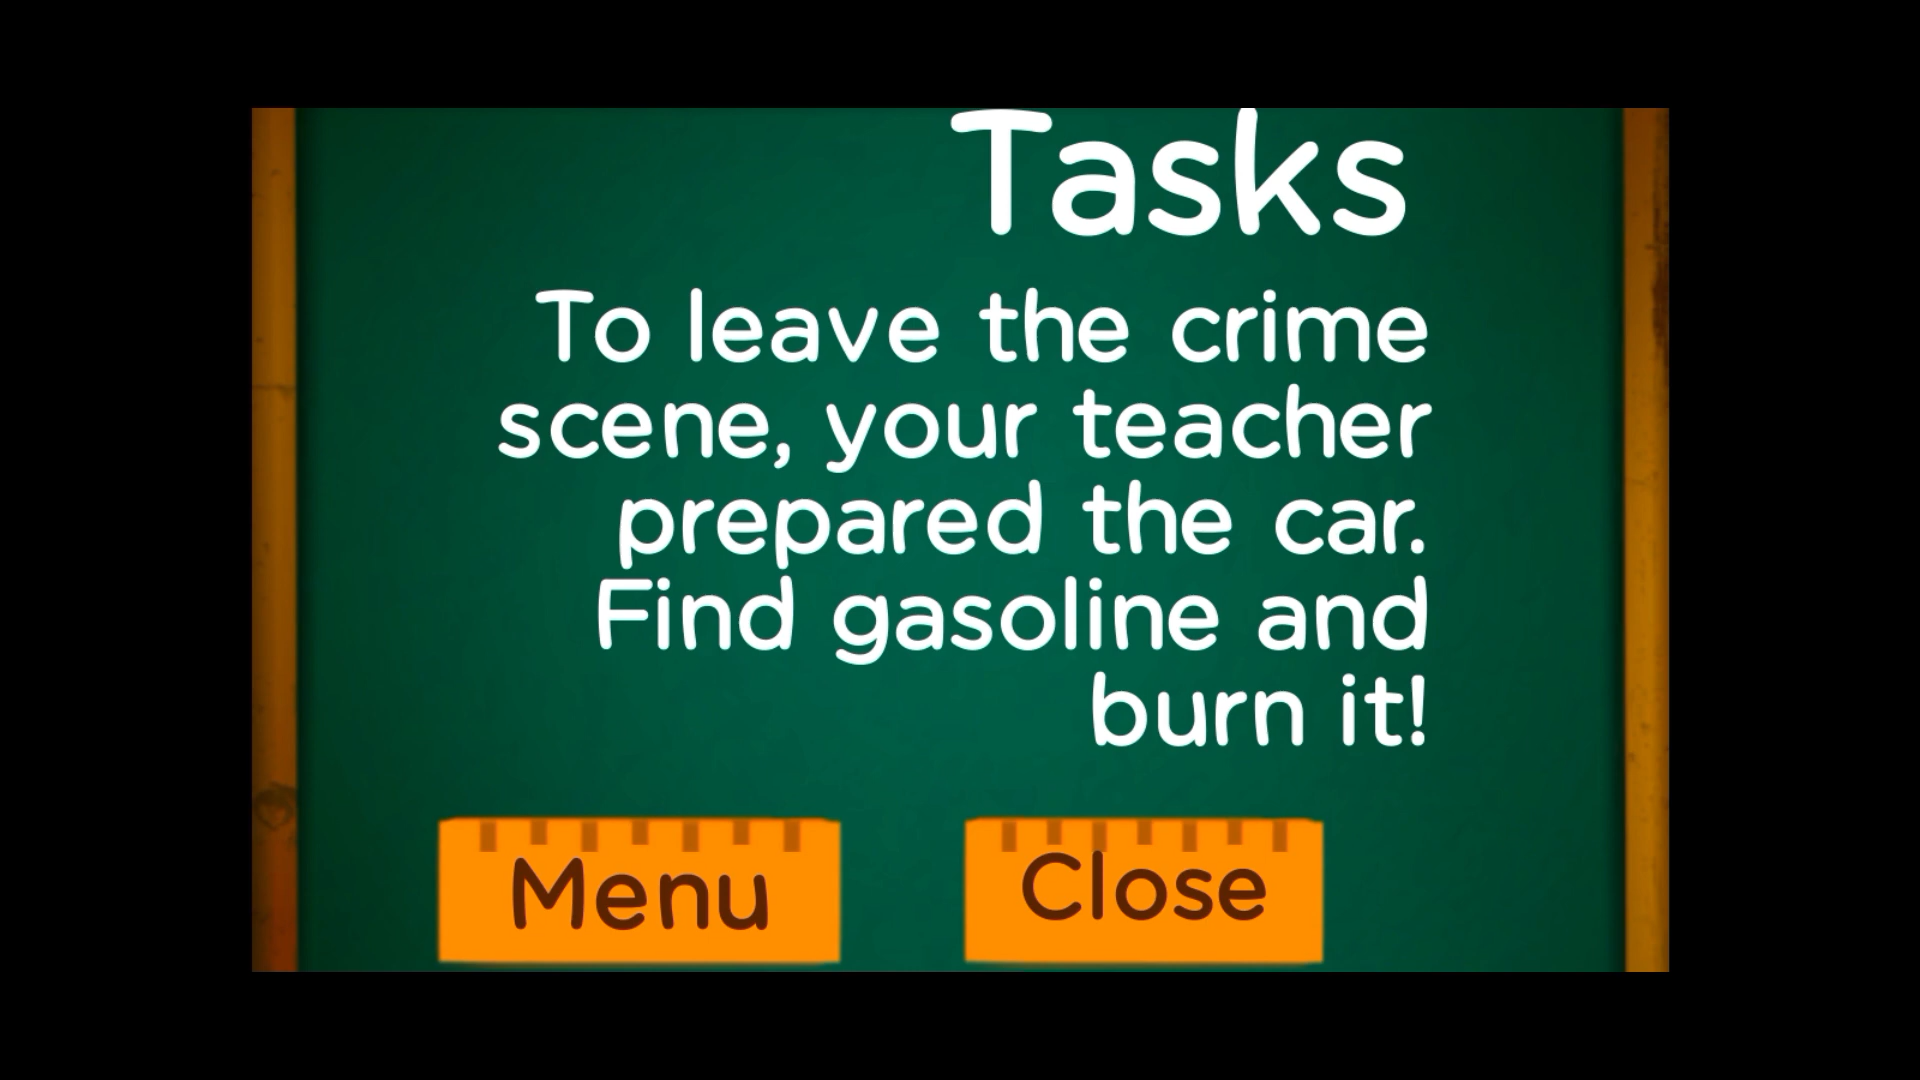 Tasks
To leave the crime
scene, your teacher
prepared the car.
Find gasoline and
burn it!
Menu
Close